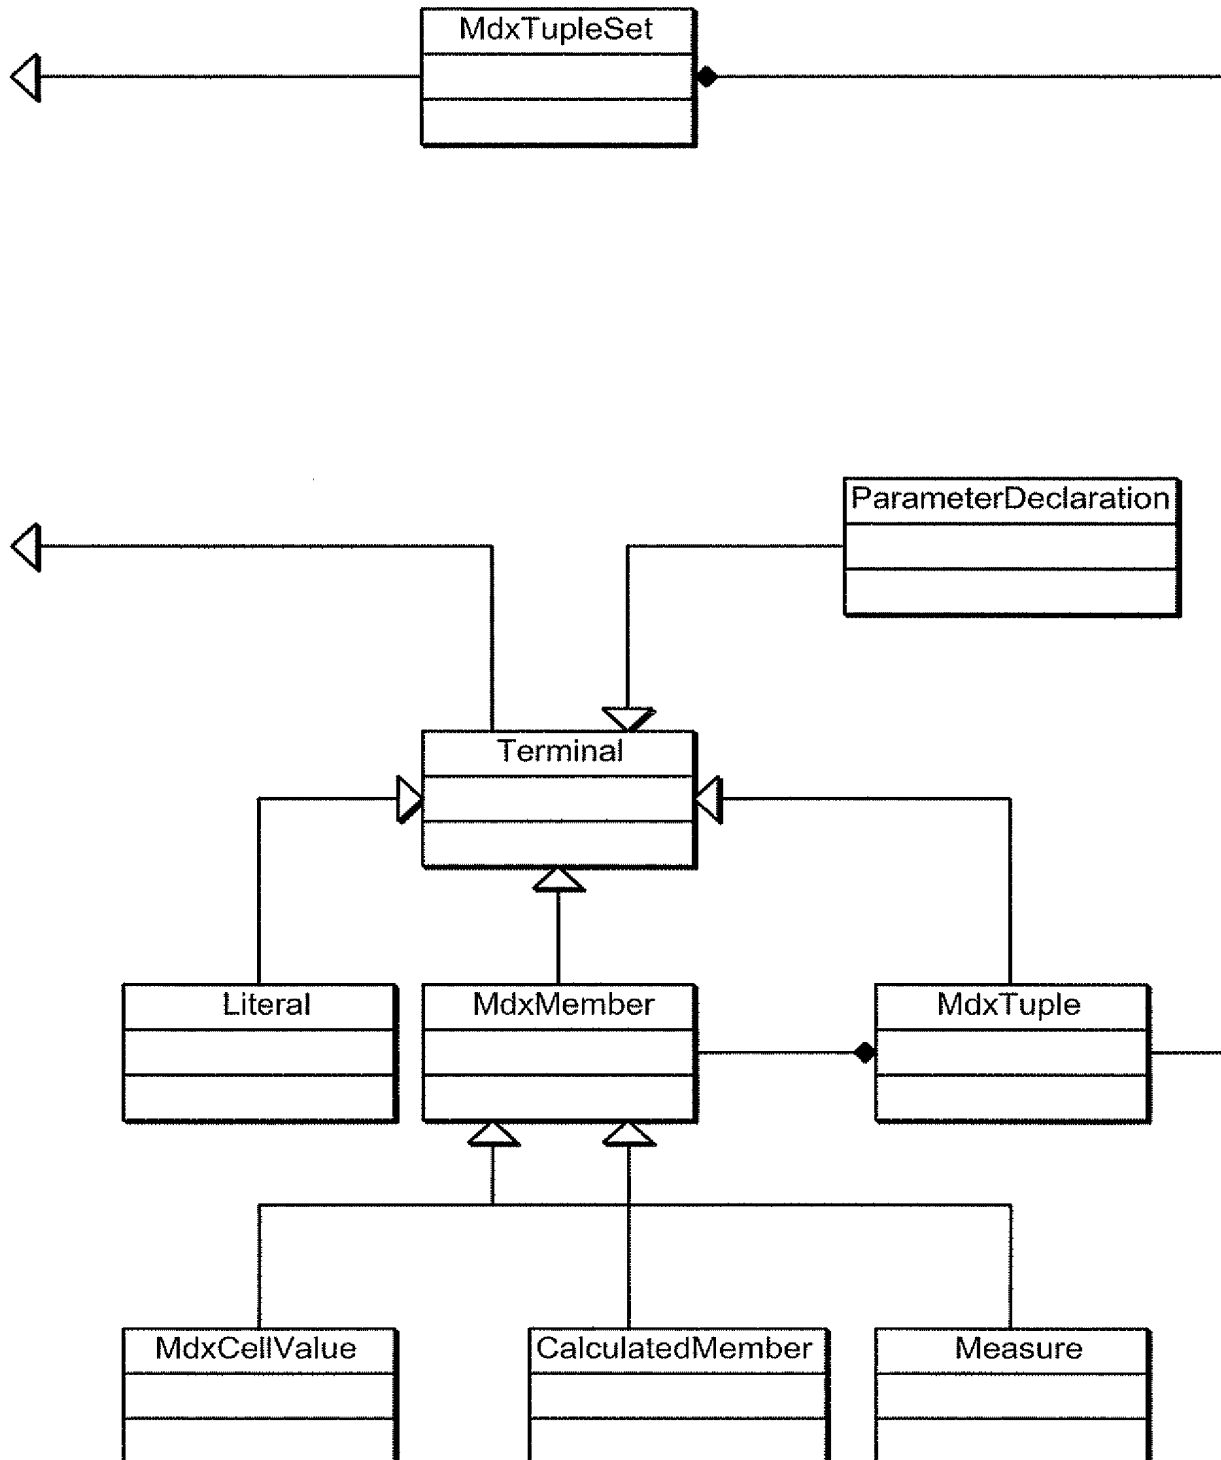 MdxTupleSet
ParameterDeclaration
Terminal
Literal
MdxMember
MdxTuple
MdxCellValue
CalculatedMember
Measure